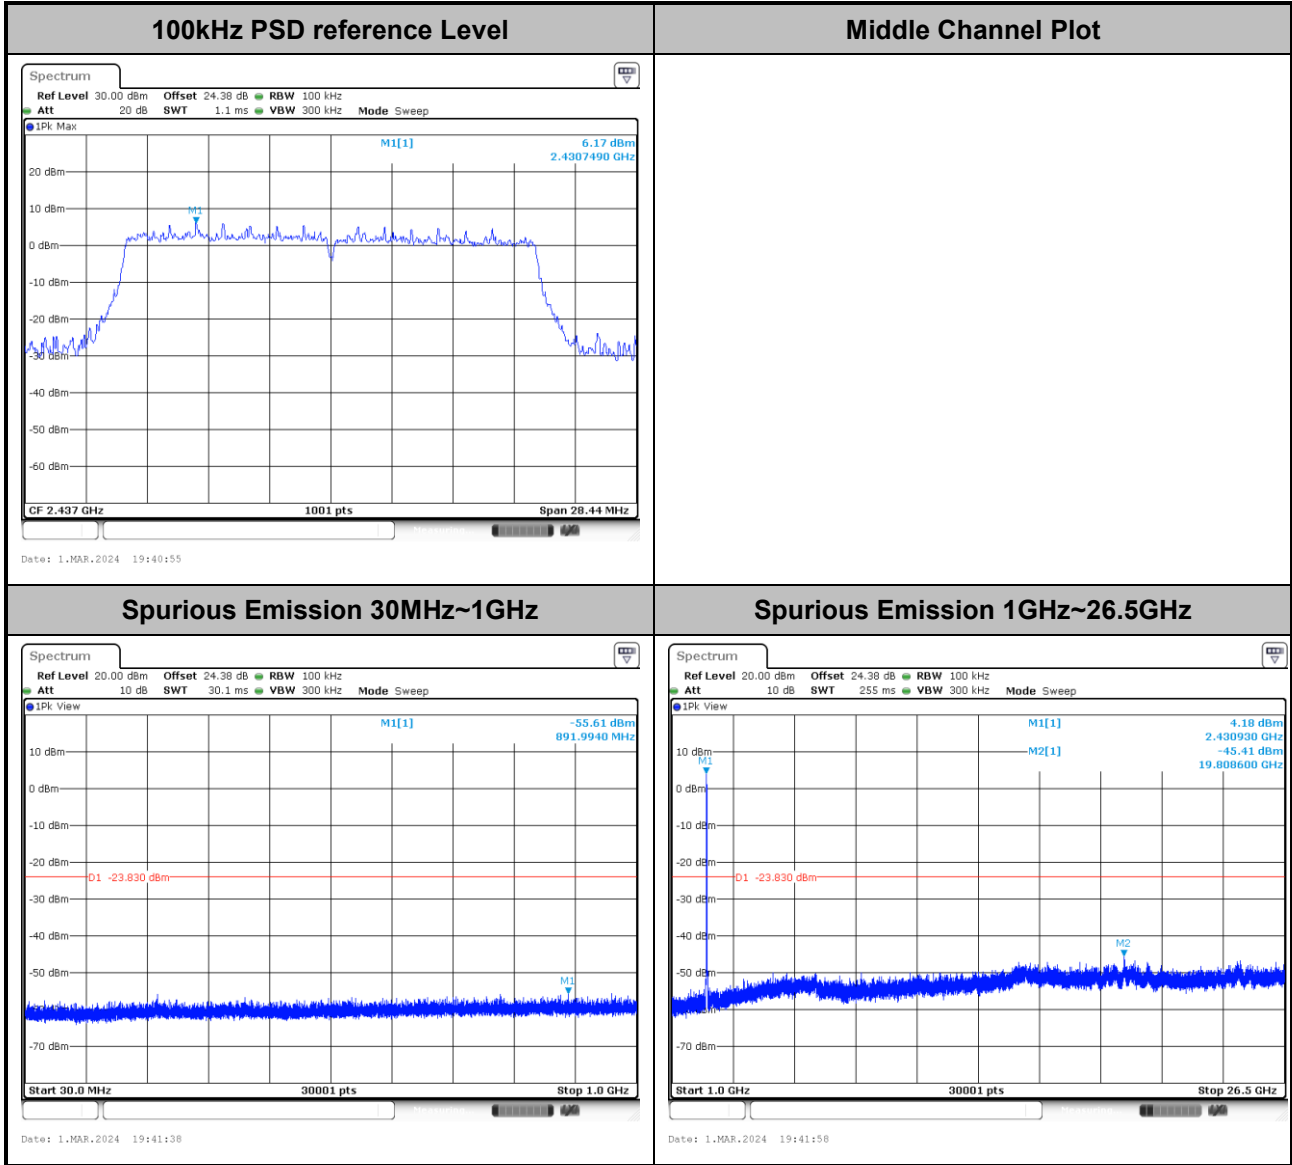 100kHz PSD reference Level
Middle Channel Plot
Spectrum
Ref Level 30.00 dBm Offset 24.38 dB RBW 100 kHz
Att 20 dB SWT 1.1 ms VBW 300 kHz Mode Sweep
1Pk Max
M1[1] 6.17 dBm
2.4307490 GHz
20 dBm
10 dBm
M1
0 dBm
-10 dBm
-20 dBm
-30 dBm
-40 dBm
-50 dBm
-60 dBm
CF 2.437 GHz 1001 pts Span 28.44 MHz
Date: 1.MAR.2024 19:40:55
Spurious Emission 30MHz~1GHz
Spurious Emission 1GHz~26.5GHz
Spectrum
Ref Level 20.00 dBm Offset 24.38 dB RBW 100 kHz
Att 10 dB SWT 30.1 ms VBW 300 kHz Mode Sweep
1Pk View
M1[1] -55.61 dBm
891.9940 MHz
10 dBm
0 dBm
-10 dBm
-20 dBm
D1 -23.830 dBm
-30 dBm
-40 dBm
-50 dBm
M1
-70 dBm
Start 30.0 MHz 30001 pts Stop 1.0 GHz
Date: 1.MAR.2024 19:41:38
Spectrum
Ref Level 20.00 dBm Offset 24.38 dB RBW 100 kHz
Att 10 dB SWT 255 ms VBW 300 kHz Mode Sweep
1Pk View
M1[1] 4.18 dBm
2.430930 GHz
10 dBm M2[1] -45.41 dBm
M1 19.808600 GHz
0 dBm
-10 dBm
-20 dBm
D1 -23.830 dBm
-30 dBm
-40 dBm
M2
-50 dBm
-70 dBm
Start 1.0 GHz 30001 pts Stop 26.5 GHz
Date: 1.MAR.2024 19:41:58